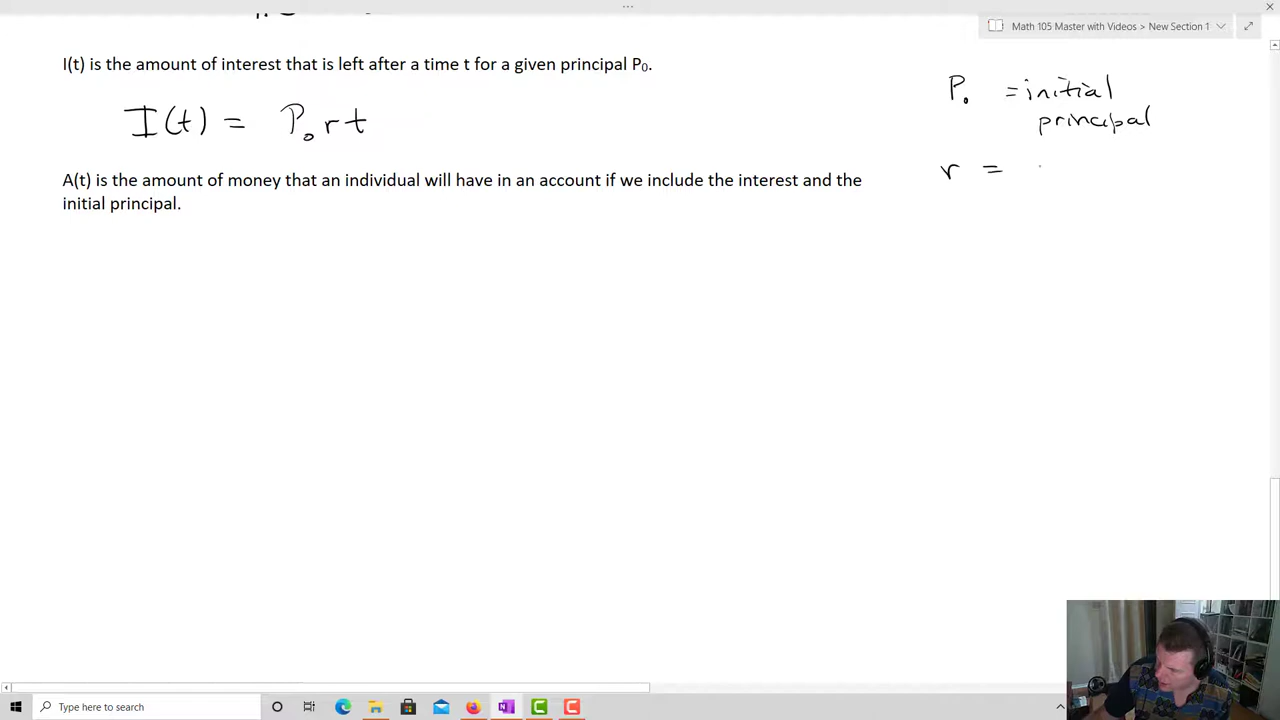 Math 105 Master with Videos > New Section 1
I(t) is the amount of interest that is left after a time t for a given principal P₀.
P₀ = initial
principal
I(t) = P₀ r t
r =
A(t) is the amount of money that an individual will have in an account if we include the interest and the
initial principal.
Type here to search